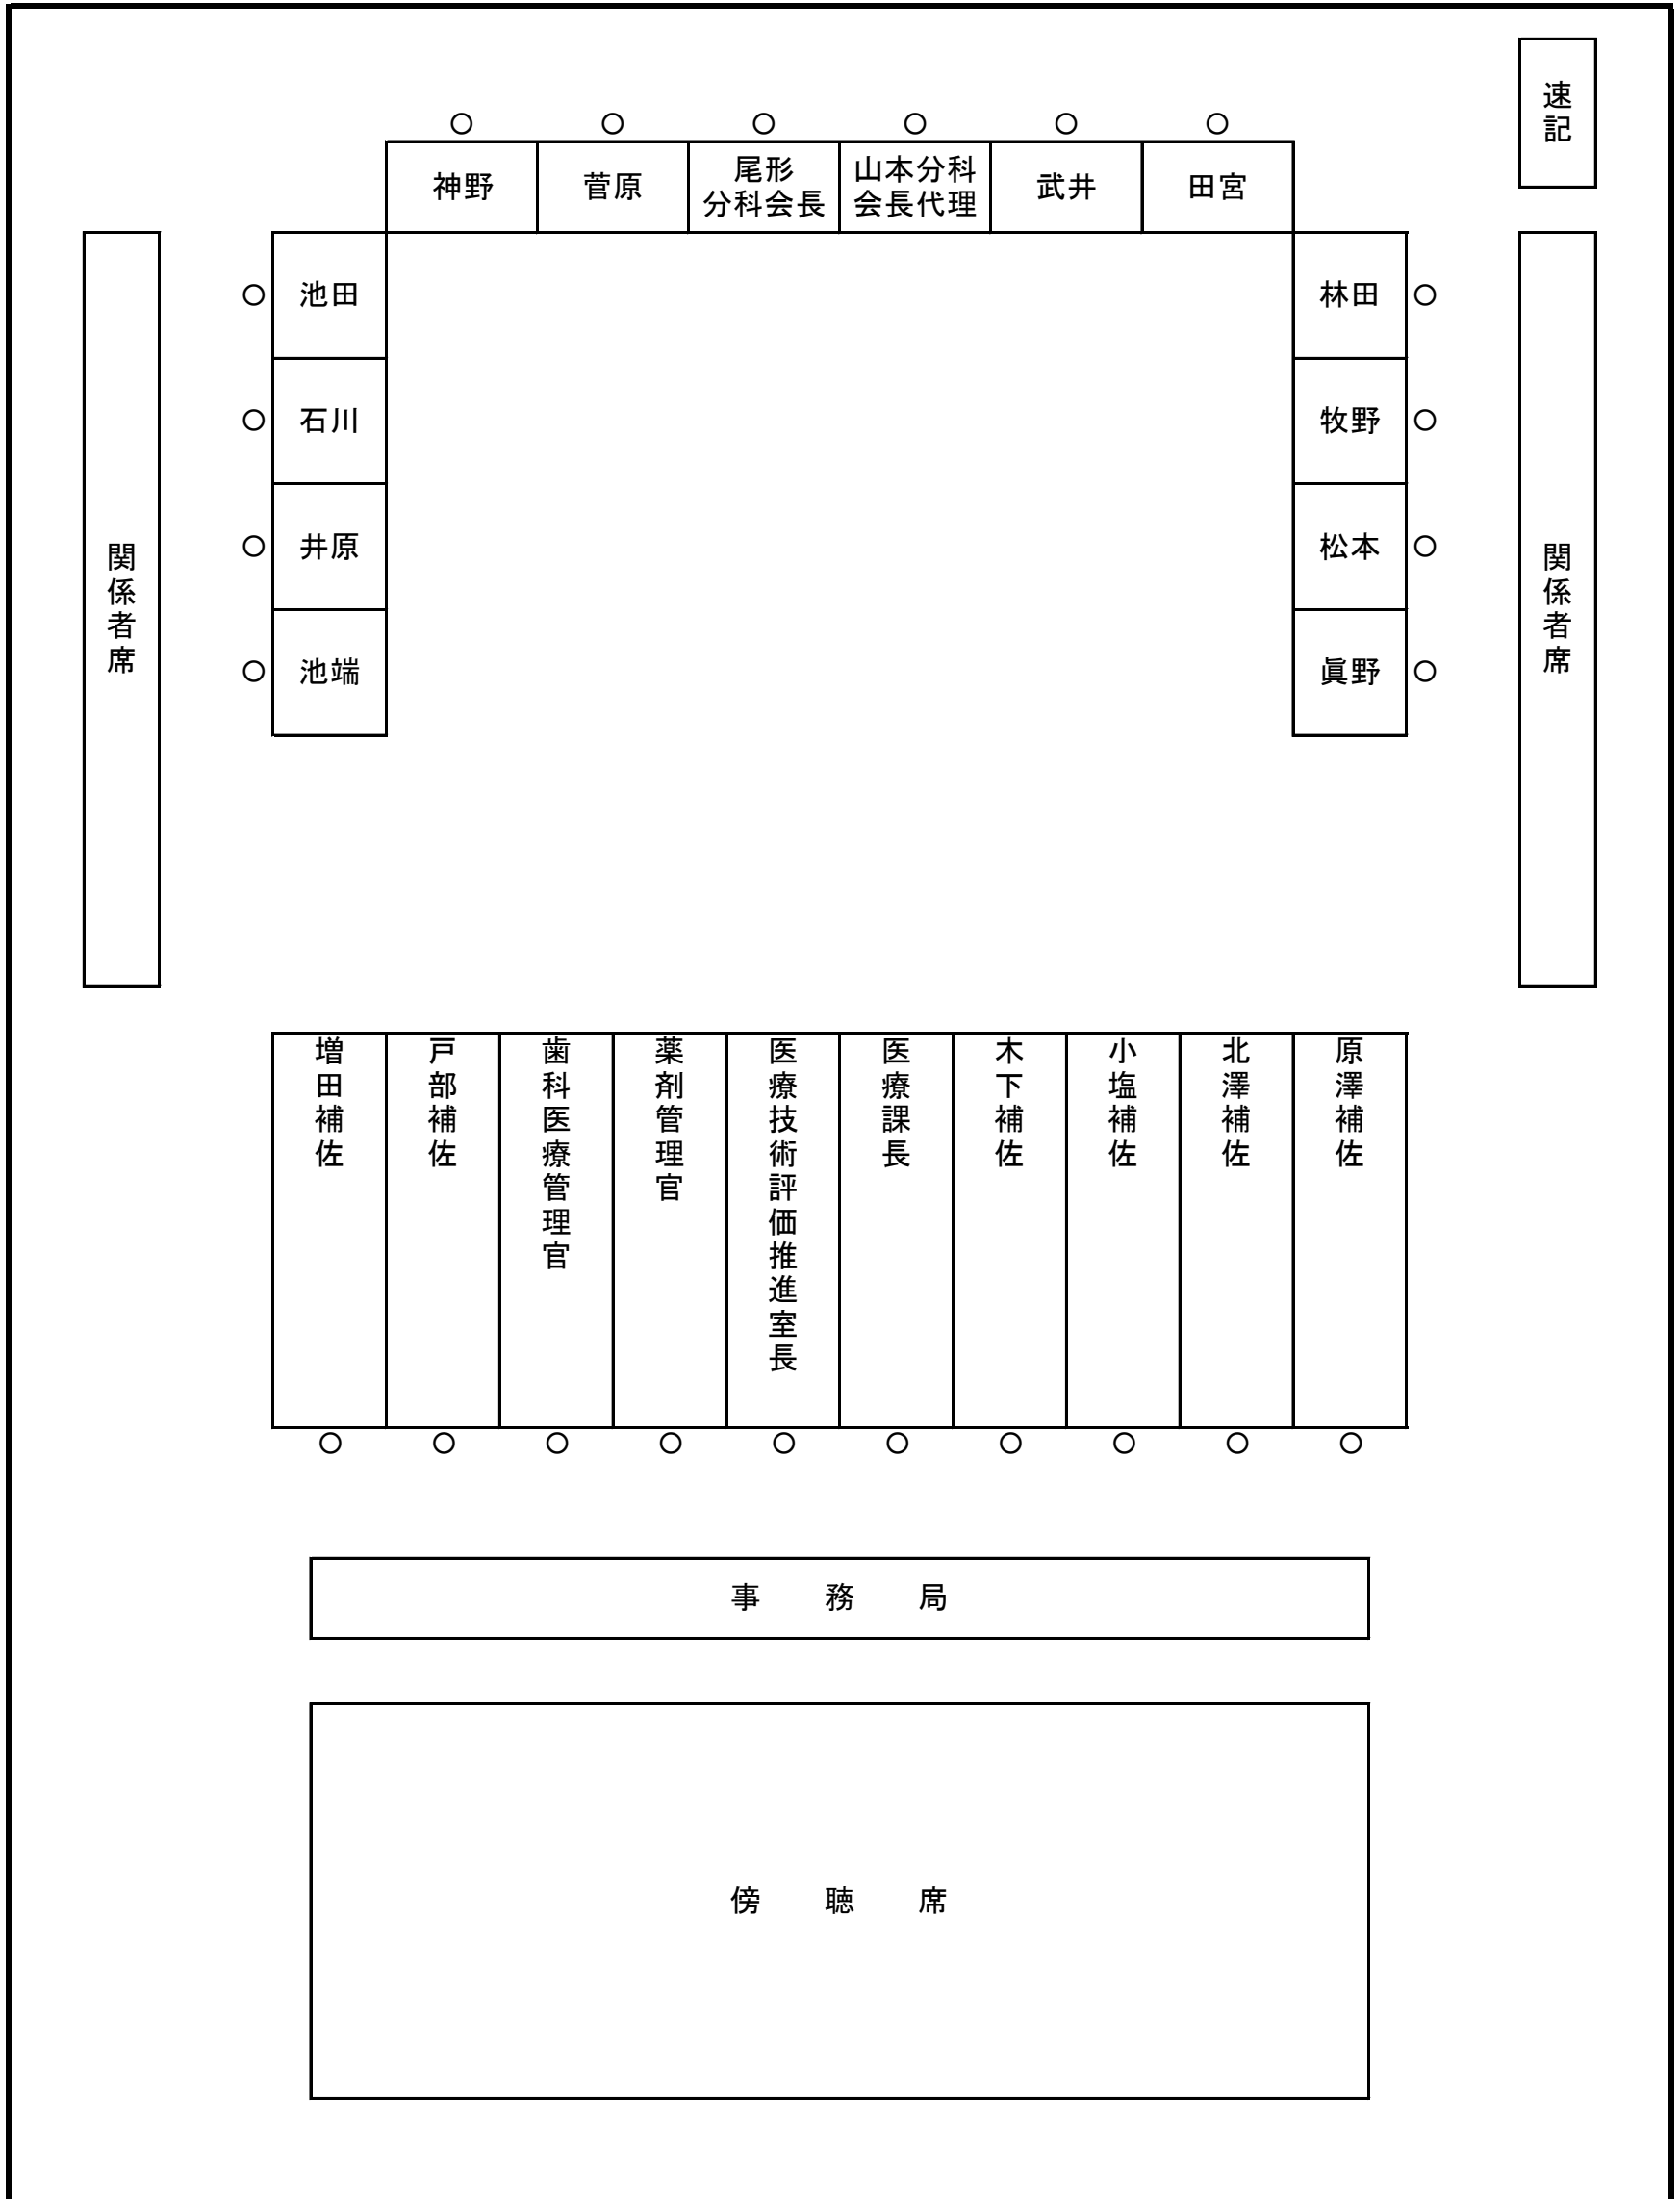 速記
神野
菅原
尾形
分科会長
山本分科
会長代理
武井
田宮
池田
石川
井原
池端
林田
牧野
松本
眞野
関係者席
関係者席
増田補佐
戸部補佐
歯科医療管理官
薬剤管理官
医療技術評価推進室長
医療課長
木下補佐
小塩補佐
北澤補佐
原澤補佐
事　務　局
傍　聴　席